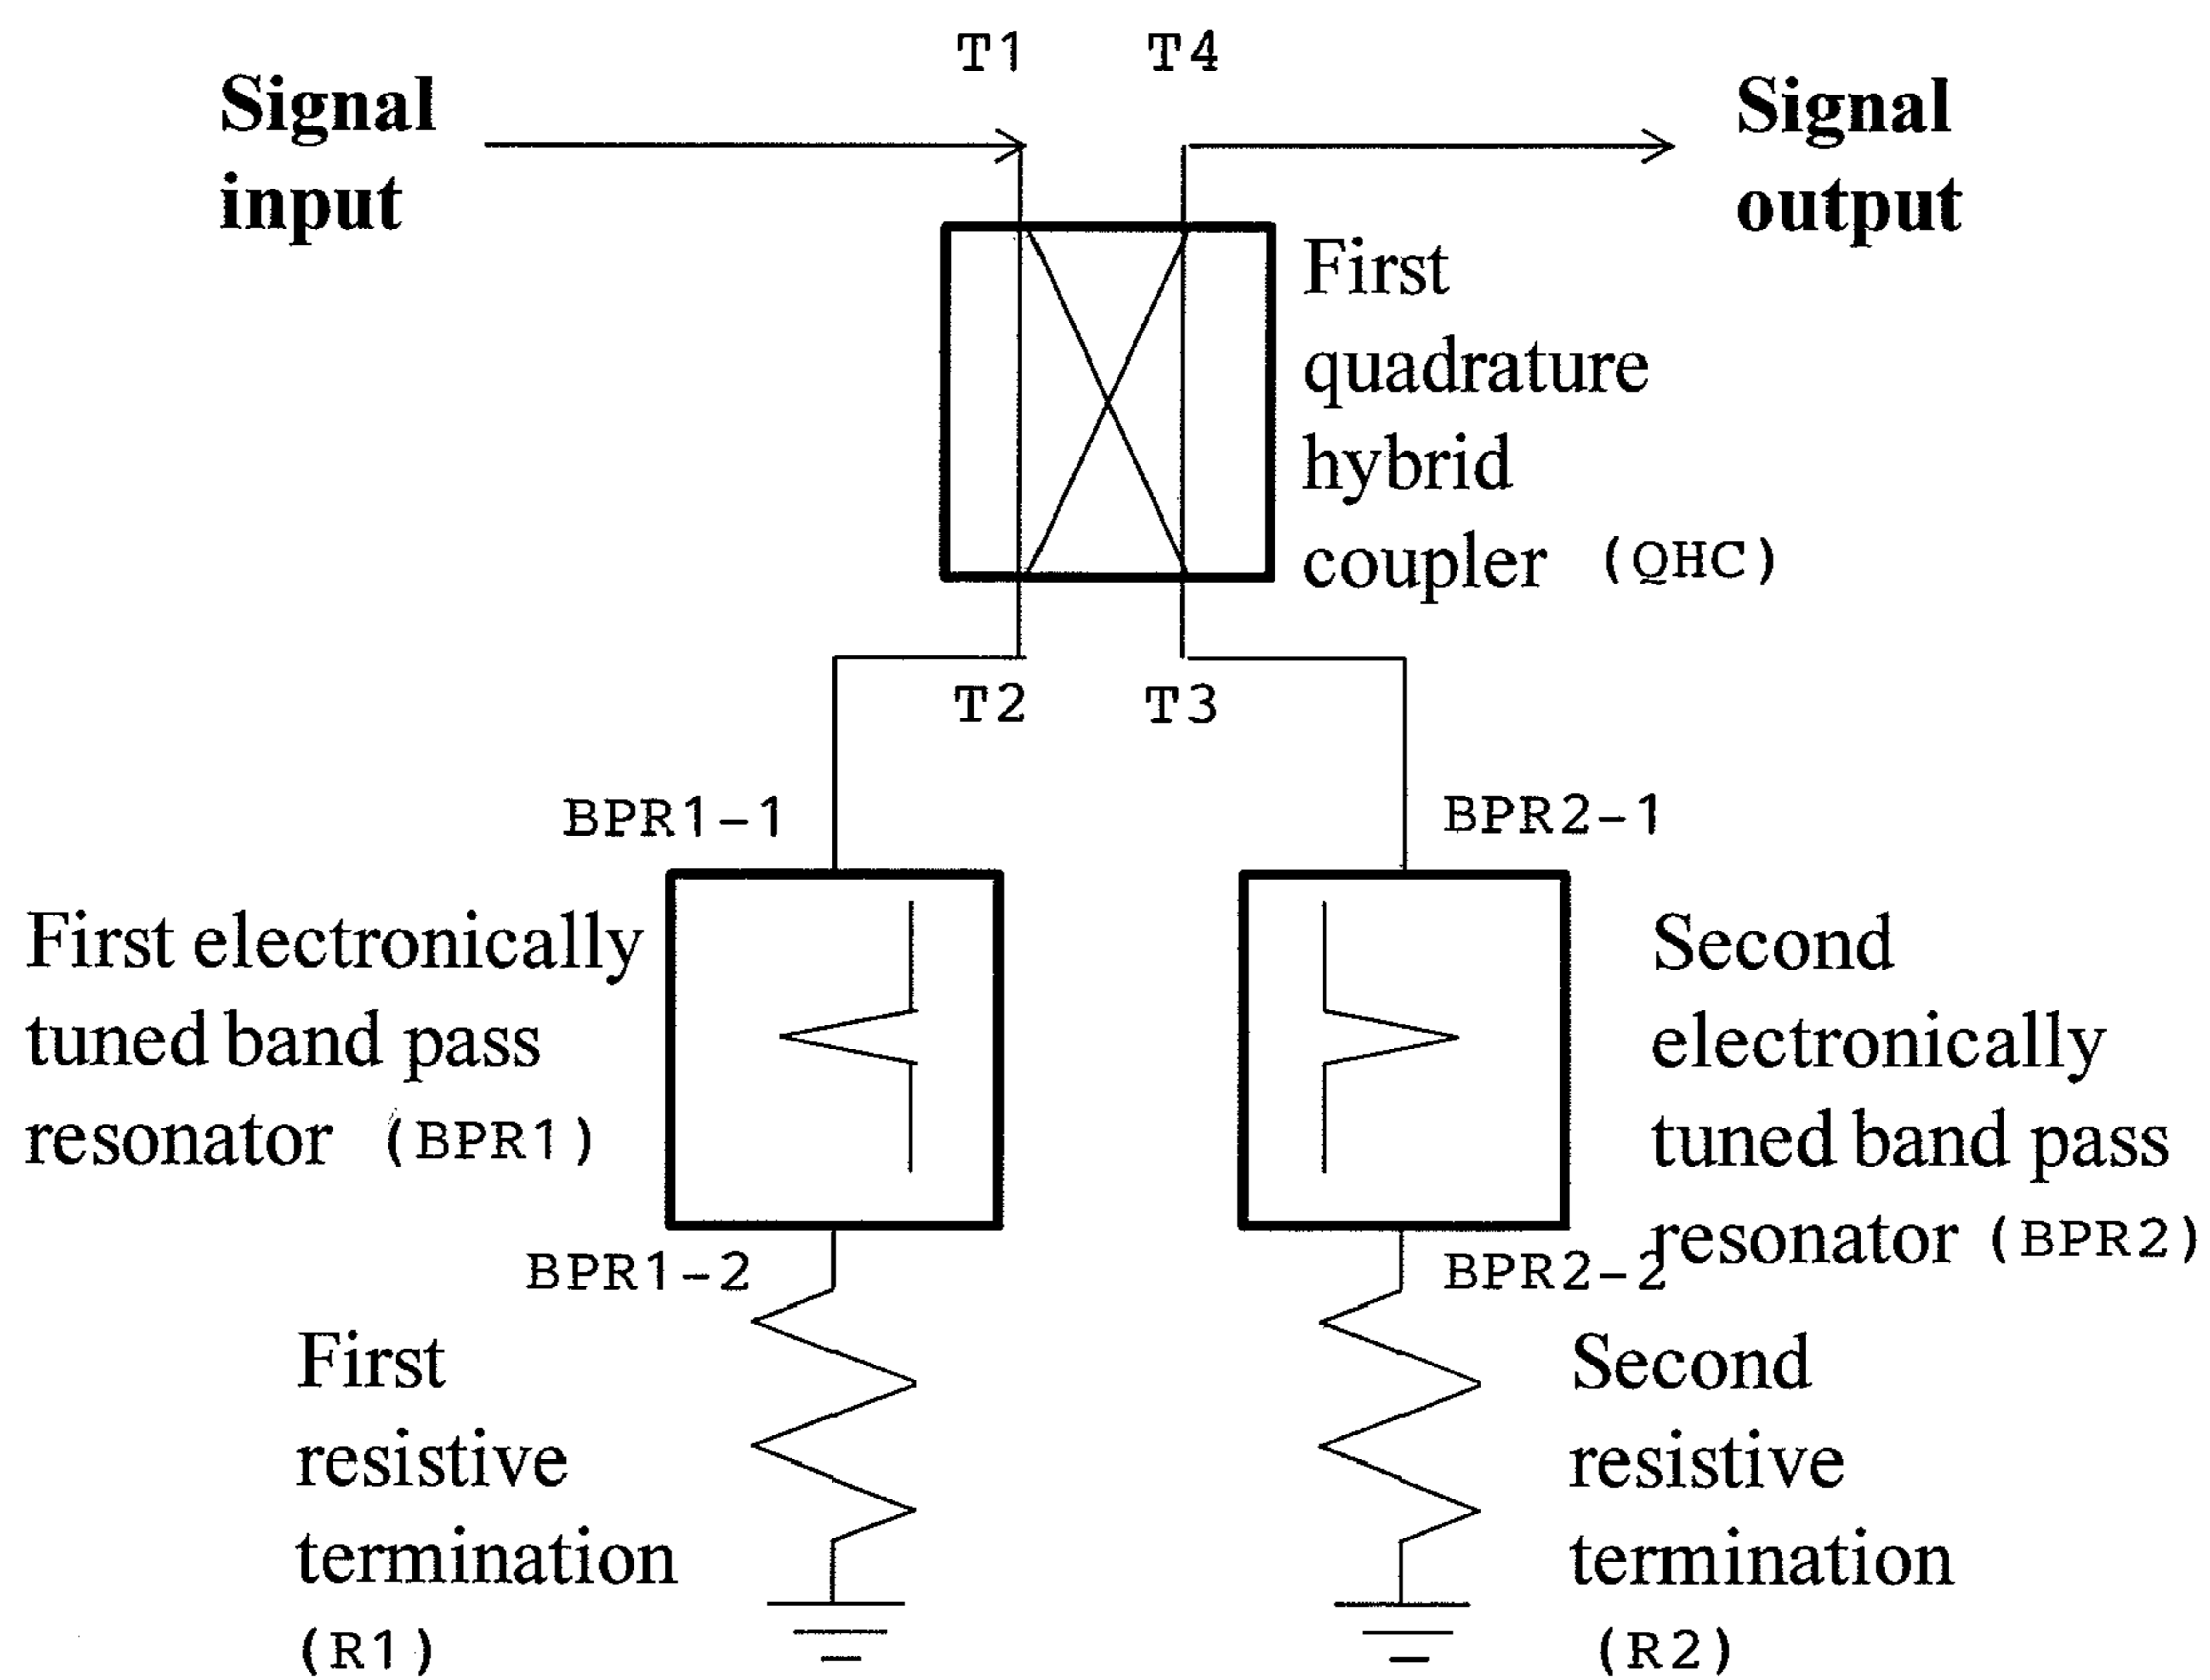 T1
T4
Signal
input
Signal
output
First
quadrature
hybrid
coupler (QHC)
T2
T3
BPR1-1
BPR2-1
First electronically
tuned band pass
resonator (BPR1)
Second
electronically
tuned band pass
resonator (BPR2)
BPR1-2
BPR2-2
First
resistive
termination
(R1)
Second
resistive
termination
(R2)